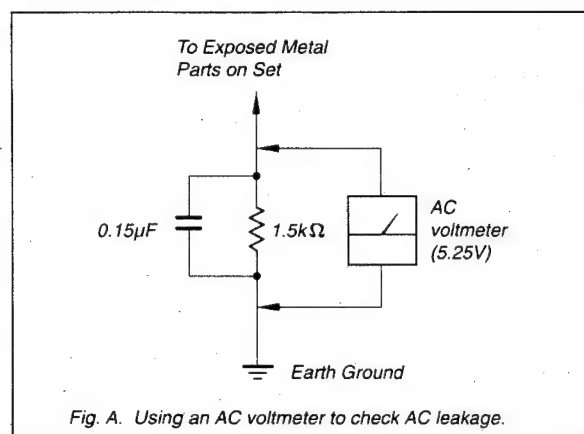 To Exposed Metal
Parts on Set
0.15μF
1.5kΩ
AC
voltmeter
(5.25V)
Earth Ground
Fig. A. Using an AC voltmeter to check AC leakage.